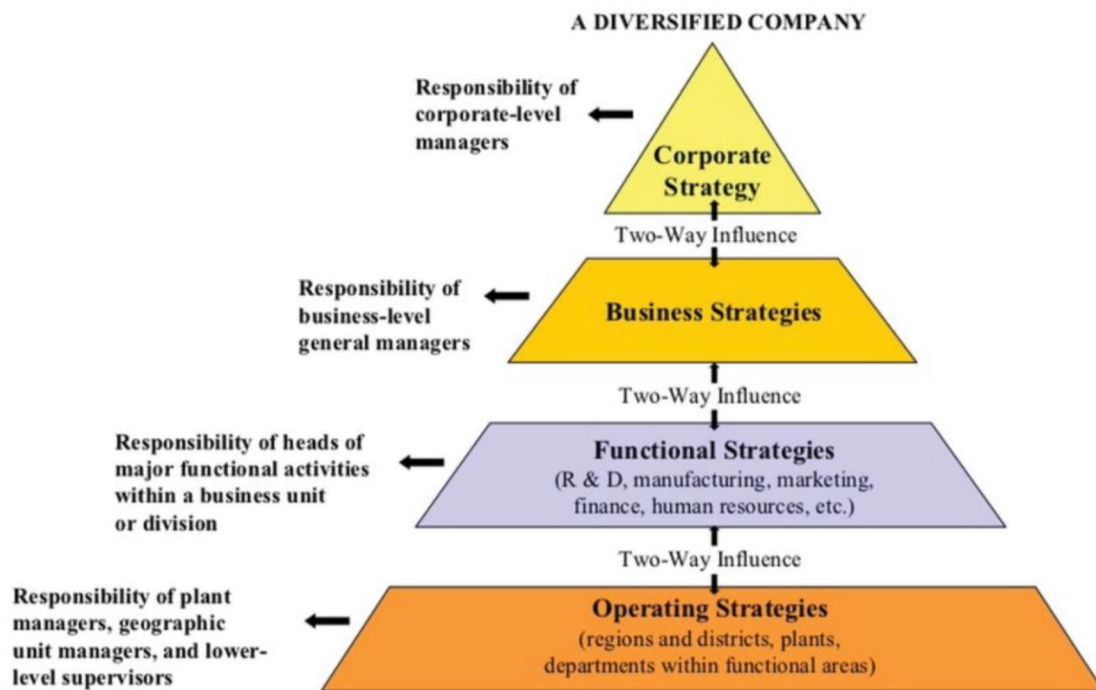 A DIVERSIFIED COMPANY
Responsibility of
corporate-level
managers
Corporate
Strategy
Two-Way Influence
Responsibility of
business-level
general managers
Business Strategies
Two-Way Influence
Responsibility of heads of
major functional activities
within a business unit
or division
Functional Strategies
(R & D, manufacturing, marketing,
finance, human resources, etc.)
Two-Way Influence
Responsibility of plant
managers, geographic
unit managers, and lower-
level supervisors
Operating Strategies
(regions and districts, plants,
departments within functional areas)